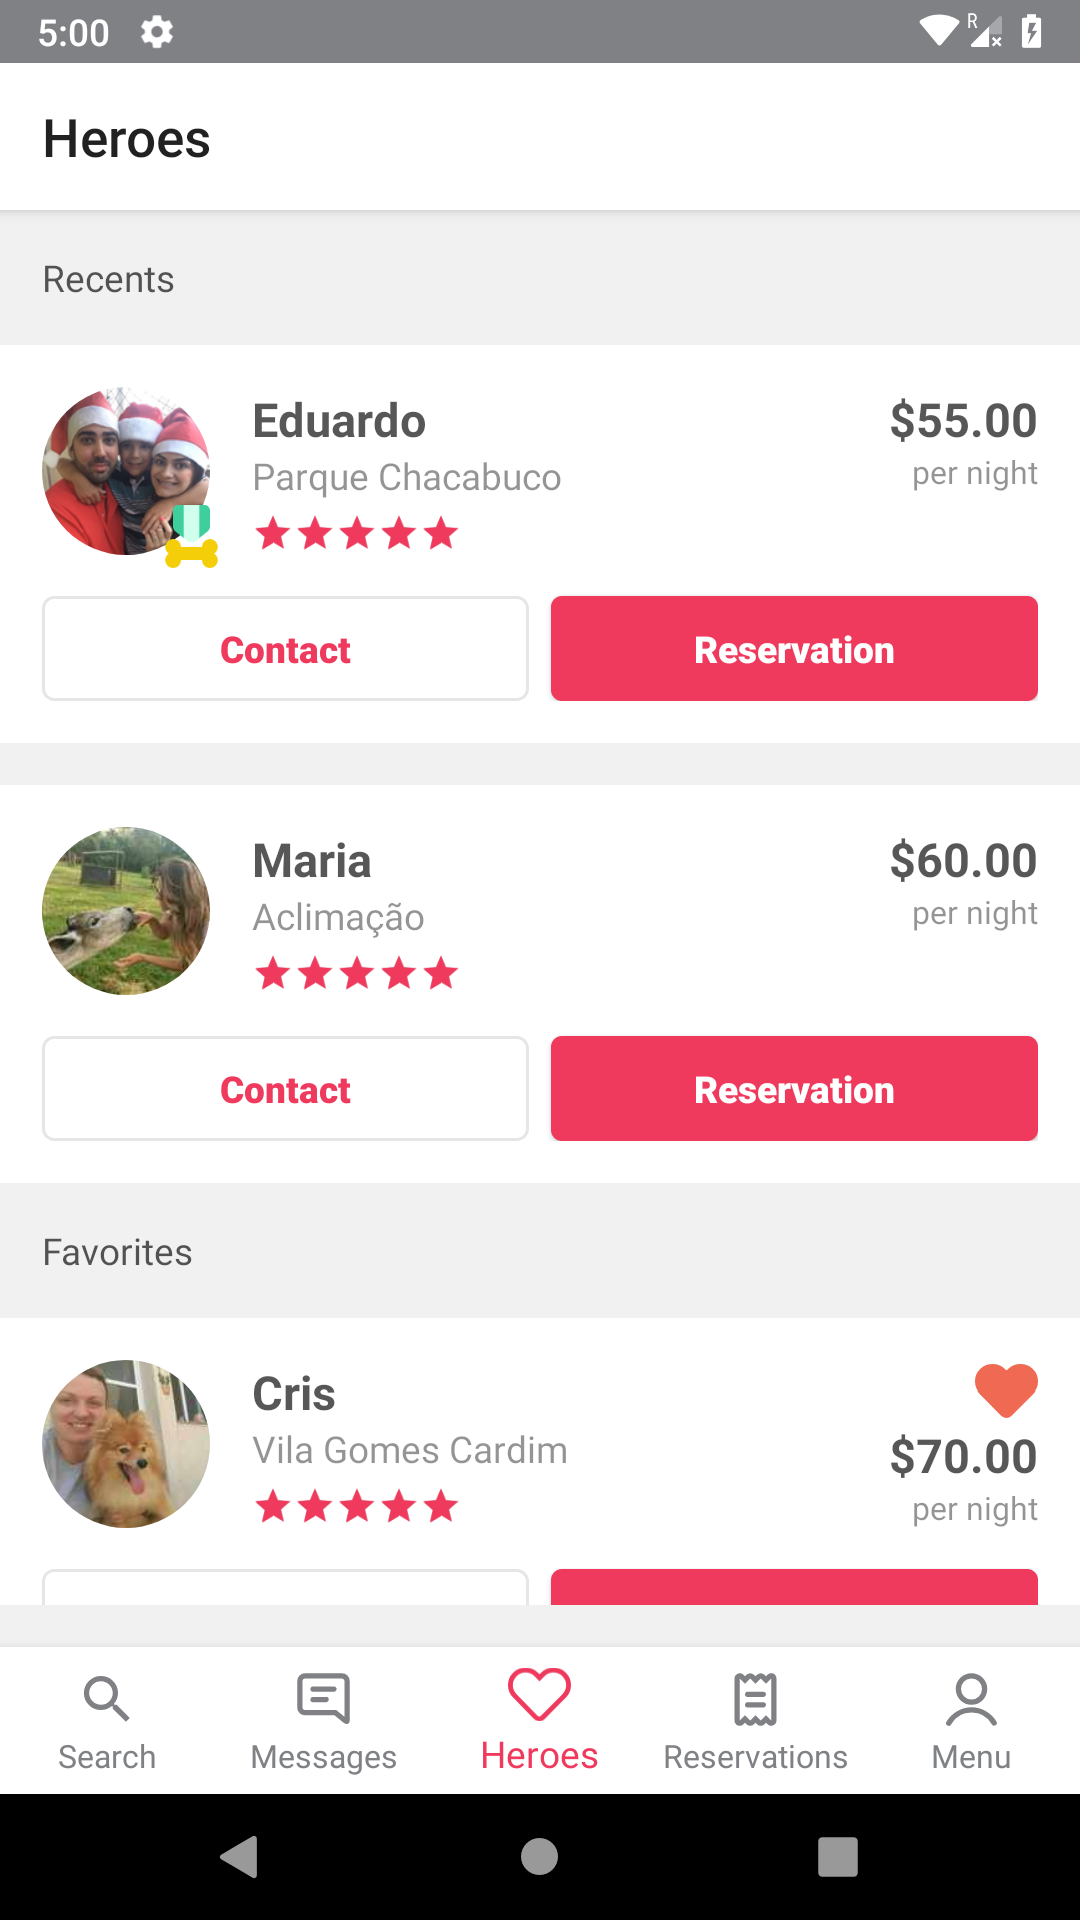 5:00
R
Heroes
Recents
Eduardo
$55.00
Parque Chacabuco
per night
Contact
Reservation
Maria
$60.00
Aclimação
per night
Contact
Reservation
Favorites
Cris
Vila Gomes Cardim
$70.00
per night
Search
Messages
Heroes
Reservations
Menu